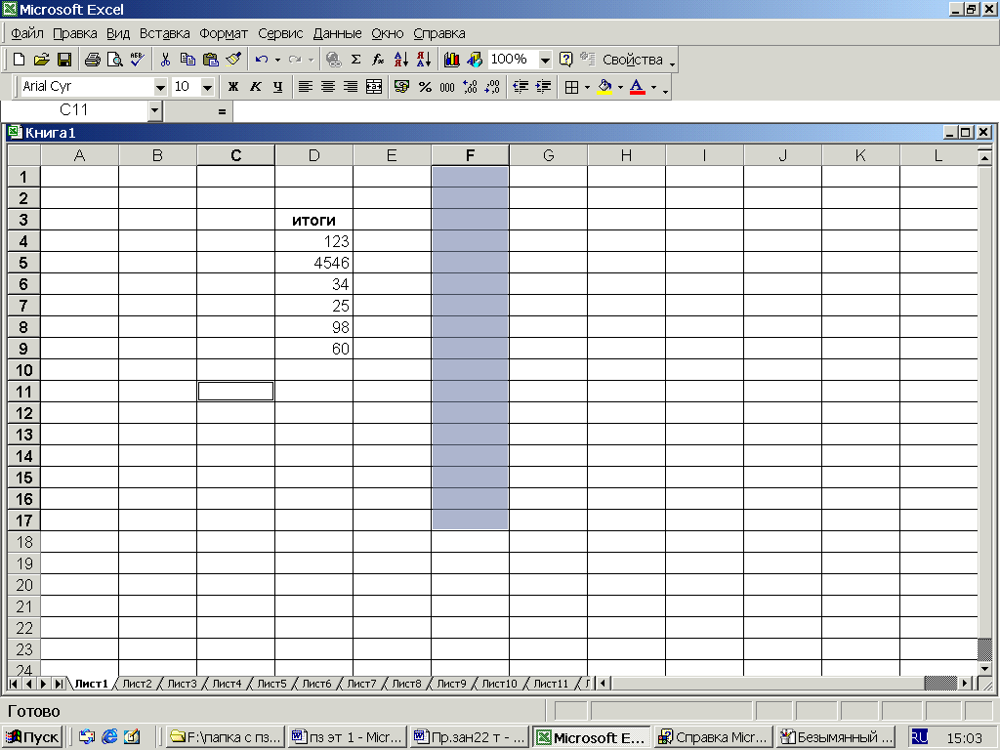 Microsoft Excel
Файл Правка Вид Вставка Формат Сервис Данные Окно Справка
100% Свойства
Arial Cyr 10 Ж К Ч % 000
C11 =
Книга1
A B C D E F G H I J K L
1
2
3 итоги
4 123
5 4546
6 34
7 25
8 98
9 60
10
11
12
13
14
15
16
17
18
19
20
21
22
23
24
Лист1 Лист2 Лист3 Лист4 Лист5 Лист6 Лист7 Лист8 Лист9 Лист10 Лист11
Готово
Пуск F:\папка с пз... пз эт 1 - Micr... Пр.зан22 т - ... Microsoft E... Справка Micr... Безымянный ... RU 15:03